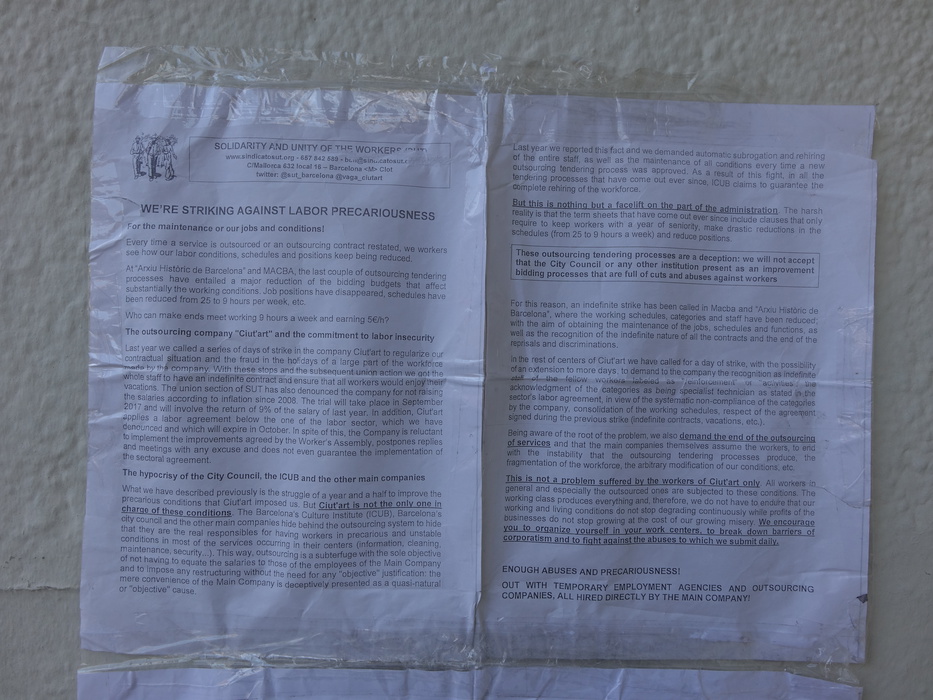 SOLIDARITY AND UNITY OF THE WORKERS
www.sindicatosut.org - 687 842 589 -
C/Mallorca 632 local 16 – Barcelona <M> Clot
twitter: @sut_barcelona @vaga_ciutart
WE'RE STRIKING AGAINST LABOR PRECARIOUSNESS
For the maintenance or our jobs and conditions!
Every time a service is outsourced or an outsourcing contract restated, we workers
see how our labor conditions, schedules and positions keep being reduced.
At "Arxiu Històric de Barcelona" and MACBA, the last couple of outsourcing tendering
processes have entailed a major reduction of the bidding budgets that affect
substantially the working conditions. Job positions have disappeared, schedules have
been reduced from 25 to 9 hours per week, etc.
Who can make ends meet working 9 hours a week and earning 5€/h?
The outsourcing company "Ciut'art" and the commitment to labor insecurity
Last year we called a series of days of strike in the company Ciut'art to regularize our
contractual situation and the fraud in the holidays of a large part of the workforce
made by the company. With these stops and the subsequent union action we got the
whole staff to have an indefinite contract and ensure that all workers would enjoy their
vacations. The union section of SUT has also denounced the company for not raising
the salaries according to inflation since 2008. The trial will take place in September
2017 and will involve the return of 9% of the salary of last year. In addition, Ciut'art
applies a labor agreement below the one of the labor sector, which we have
denounced and which will expire in October. In spite of this, the Company is reluctant
to implement the improvements agreed by the Worker's Assembly, postpones replies
and meetings with any excuse and does not even guarantee the implementation of
the sectoral agreement.
The hypocrisy of the City Council, the ICUB and the other main companies
What we have described previously is the struggle of a year and a half to improve the
precarious conditions that Ciut'art imposed us. But Ciut'art is not the only one in
charge of these conditions. The Barcelona's Culture Institute (ICUB), Barcelona's
city council and the other main companies hide behind the outsourcing system to hide
that they are the real responsible for having workers in precarious and unstable
conditions in most of the services occuring in their centers (information, cleaning,
maintenance, security...). This way, outsourcing is a subterfuge with the sole objective
of not having to equate the salaries to those of the employees of the Main Company
and to impose any restructuring without the need for any "objective" justification: the
mere convenience of the Main Company is deceptively presented as a quasi-natural
or "objective" cause.
Last year we reported this fact and we demanded automatic subrogation and rehiring
of the entire staff, as well as the maintenance of all conditions every time a new
outsourcing tendering process was approved. As a result of this fight, in all the
tendering processes that have come out ever since, ICUB claims to guarantee the
complete rehiring of the workforce.
But this is nothing but a facelift on the part of the administration. The harsh
reality is that the term sheets that have come out ever since include clauses that only
require to keep workers with a year of seniority, make drastic reductions in the
schedules (from 25 to 9 hours a week) and reduce positions.
These outsourcing tendering processes are a deception: we will not accept
that the City Council or any other institution present as an improvement
bidding processes that are full of cuts and abuses against workers
For this reason, an indefinite strike has been called in Macba and "Arxiu Històric de
Barcelona", where the working schedules, categories and staff have been reduced;
with the aim of obtaining the maintenance of the jobs, schedules and functions, as
well as the recognition of the indefinite nature of all the contracts and the end of the
reprisals and discriminations.
In the rest of centers of Ciut'art we have called for a day of strike, with the possibility
of an extension to more days, to demand to the company the recognition as indefinite
staff of the fellow workers labeled as "reinforcement" or "activities", the
acknowledgment of the categories as being specialist technician as stated in the
sector's labor agreement, in view of the systematic non-compliance of the categories
by the company, consolidation of the working schedules, respect of the agreement
signed during the previous strike (indefinite contracts, vacations, etc.).
Being aware of the root of the problem, we also demand the end of the outsourcing
of services and that the main companies themselves assume the workers, to end
with the instability that the outsourcing tendering processes produce, the
fragmentation of the workforce, the arbitrary modification of our conditions, etc.
This is not a problem suffered by the workers of Ciut'art only. All workers in
general and especially the outsourced ones are subjected to these conditions. The
working class produces everything and, therefore, we do not have to endure that our
working and living conditions do not stop degrading continuously while profits of the
businesses do not stop growing at the cost of our growing misery. We encourage
you to organize yourself in your work centers, to break down barriers of
corporatism and to fight against the abuses to which we submit daily.
ENOUGH ABUSES AND PRECARIOUSNESS!
OUT WITH TEMPORARY EMPLOYMENT AGENCIES AND OUTSOURCING
COMPANIES, ALL HIRED DIRECTLY BY THE MAIN COMPANY!